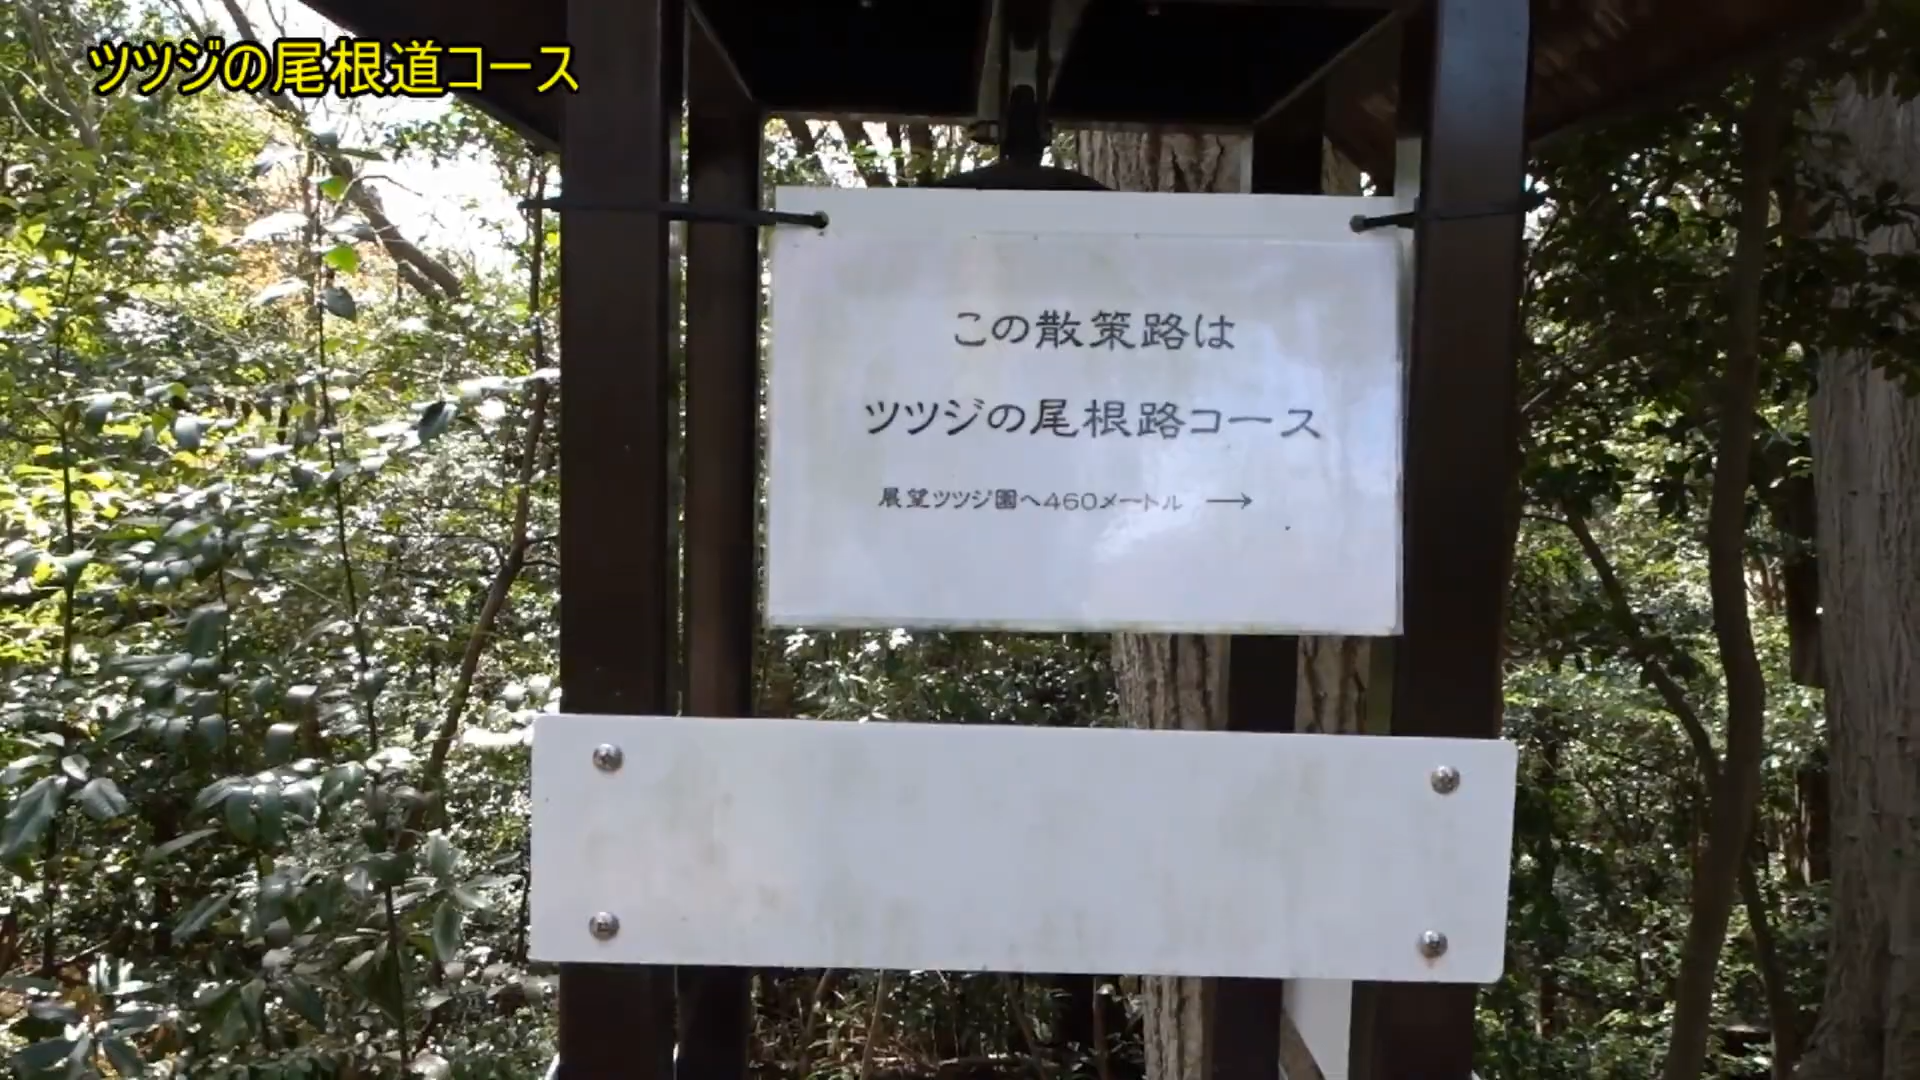 ツツジの尾根道コース
この散策路は
ツツジの尾根路コース
展望ツツジ園へ460メートル →